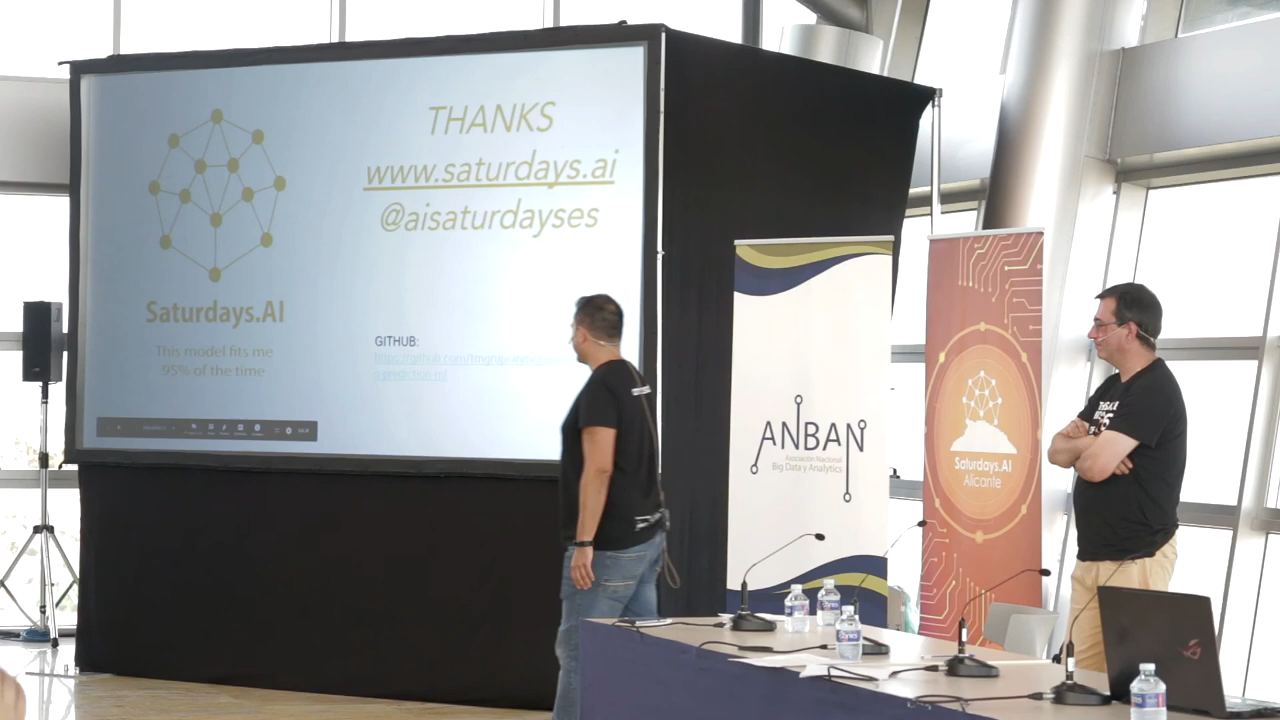 THANKS
www.saturdays.ai
@aisaturdayses
Saturdays.AI
This model fits me
95% of the time
GITHUB:
ANBAN
Asociación Nacional
Big Data y Analytics
Saturdays.AI
Alicante